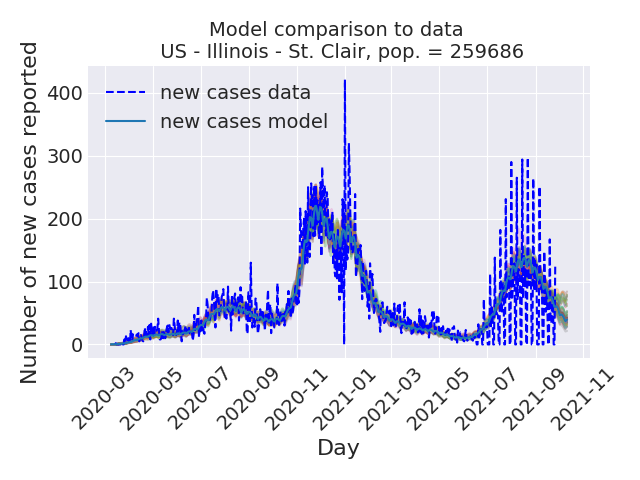 Model comparison to data
US - Illinois - St. Clair, pop. = 259686
Number of new cases reported
400
300
200
100
0
new cases data
new cases model
2020-03
2020-05
2020-07
2020-09
2020-11
2021-01
2021-03
2021-05
2021-07
2021-09
2021-11
Day